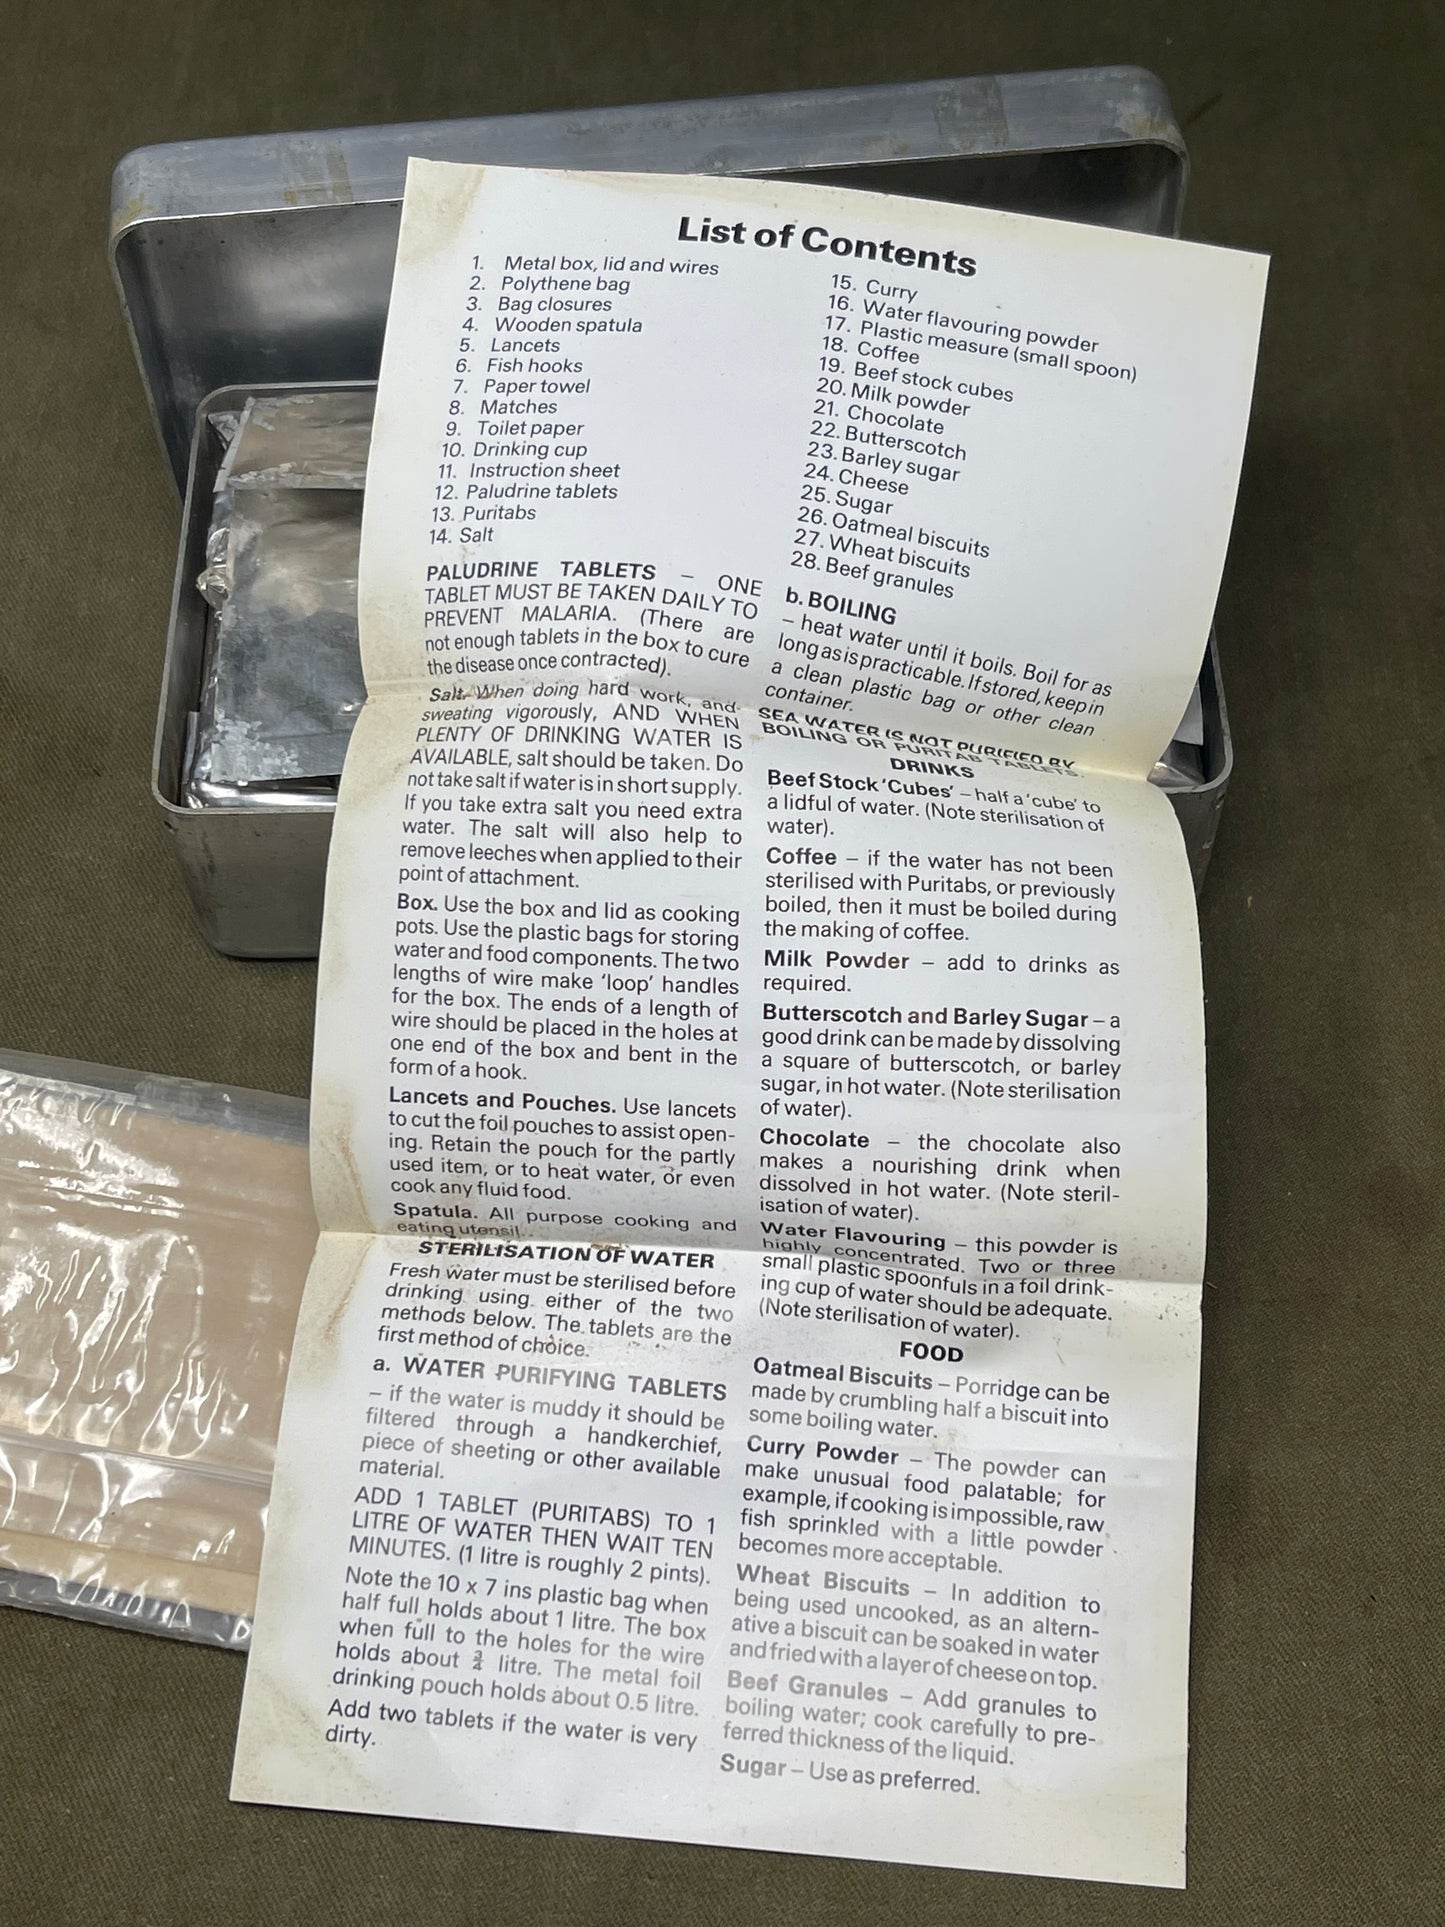 List of Contents
1. Metal box, lid and wires
2. Polythene bag
3. Bag closures
4. Wooden spatula
5. Lancets
6. Fish hooks
7. Paper towel
8. Matches
9. Toilet paper
10. Drinking cup
11. Instruction sheet
12. Paludrine tablets
13. Puritabs
14. Salt
15. Curry
16. Water flavouring powder
17. Plastic measure (small spoon)
18. Coffee
19. Beef stock cubes
20. Milk powder
21. Chocolate
22. Butterscotch
23. Barley sugar
24. Cheese
25. Sugar
26. Oatmeal biscuits
27. Wheat biscuits
28. Beef granules
PALUDRINE TABLETS – ONE
TABLET MUST BE TAKEN DAILY TO
PREVENT MALARIA. (There are
not enough tablets in the box to cure
the disease once contracted).
Salt. When doing hard work, and
sweating vigorously, AND WHEN
PLENTY OF DRINKING WATER IS
AVAILABLE, salt should be taken. Do
not take salt if water is in short supply.
If you take extra salt you need extra
water. The salt will also help to
remove leeches when applied to their
point of attachment.
Box. Use the box and lid as cooking
pots. Use the plastic bags for storing
water and food components. The two
lengths of wire make 'loop' handles
for the box. The ends of a length of
wire should be placed in the holes at
one end of the box and bent in the
form of a hook.
Lancets and Pouches. Use lancets
to cut the foil pouches to assist open-
ing. Retain the pouch for the partly
used item, or to heat water, or even
cook any fluid food.
Spatula. All purpose cooking and
eating utensil.
STERILISATION OF WATER
Fresh water must be sterilised before
drinking using either of the two
methods below. The tablets are the
first method of choice.
a. WATER PURIFYING TABLETS
– if the water is muddy it should be
filtered through a handkerchief,
piece of sheeting or other available
material.
ADD 1 TABLET (PURITABS) TO 1
LITRE OF WATER THEN WAIT TEN
MINUTES. (1 litre is roughly 2 pints).
Note the 10 x 7 ins plastic bag when
half full holds about 1 litre. The box
when full to the holes for the wire
holds about ¾ litre. The metal foil
drinking pouch holds about 0.5 litre.
Add two tablets if the water is very
dirty.
b. BOILING
– heat water until it boils. Boil for as
long as is practicable. If stored, keep in
a clean plastic bag or other clean
container.
SEA WATER IS NOT PURIFIED BY
BOILING OR PURITAB TABLETS.
DRINKS
Beef Stock 'Cubes' – half a 'cube' to
a lidful of water. (Note sterilisation of
water).
Coffee – if the water has not been
sterilised with Puritabs, or previously
boiled, then it must be boiled during
the making of coffee.
Milk Powder – add to drinks as
required.
Butterscotch and Barley Sugar – a
good drink can be made by dissolving
a square of butterscotch, or barley
sugar, in hot water. (Note sterilisation
of water).
Chocolate – the chocolate also
makes a nourishing drink when
dissolved in hot water. (Note steril-
isation of water).
Water Flavouring – this powder is
highly concentrated. Two or three
small plastic spoonfuls in a foil drink-
ing cup of water should be adequate.
(Note sterilisation of water).
FOOD
Oatmeal Biscuits – Porridge can be
made by crumbling half a biscuit into
some boiling water.
Curry Powder – The powder can
make unusual food palatable; for
example, if cooking is impossible, raw
fish sprinkled with a little powder
becomes more acceptable.
Wheat Biscuits – In addition to
being used uncooked, as an altern-
ative a biscuit can be soaked in water
and fried with a layer of cheese on top.
Beef Granules – Add granules to
boiling water; cook carefully to pre-
ferred thickness of the liquid.
Sugar – Use as preferred.